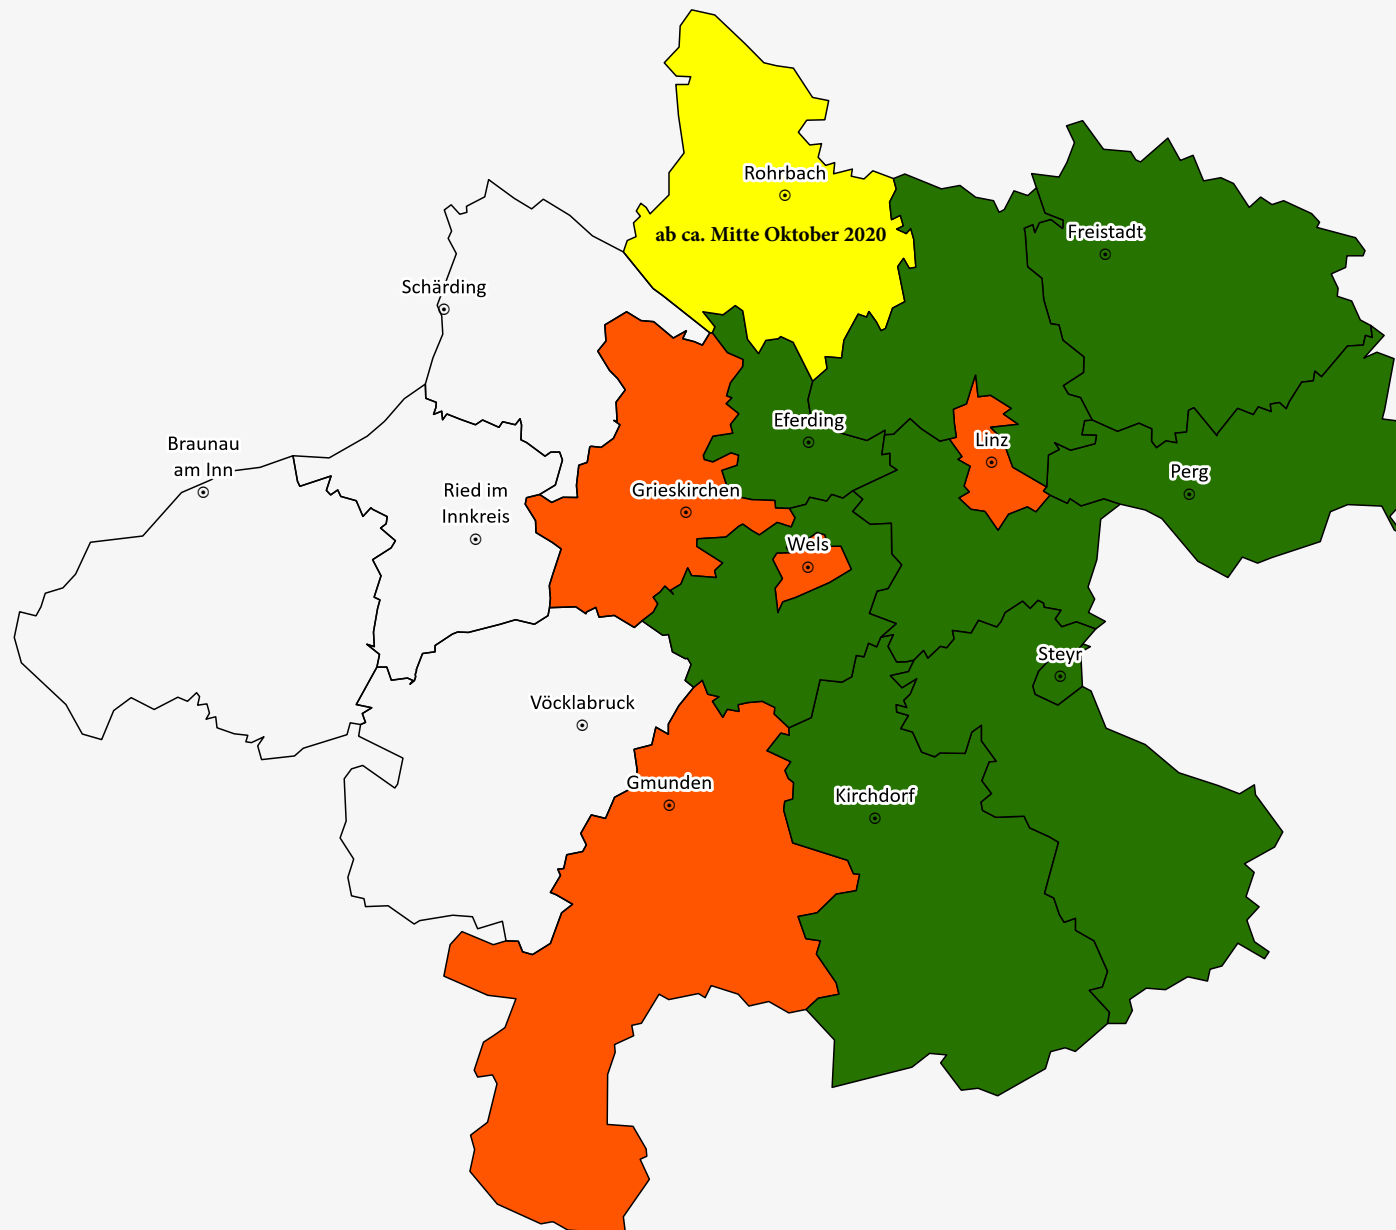 Rohrbach
ab ca. Mitte Oktober 2020
Freistadt
Schärding
Eferding
Linz
Braunau
am Inn
Perg
Ried im
Innkreis
Grieskirchen
Wels
Steyr
Vöcklabruck
Gmunden
Kirchdorf